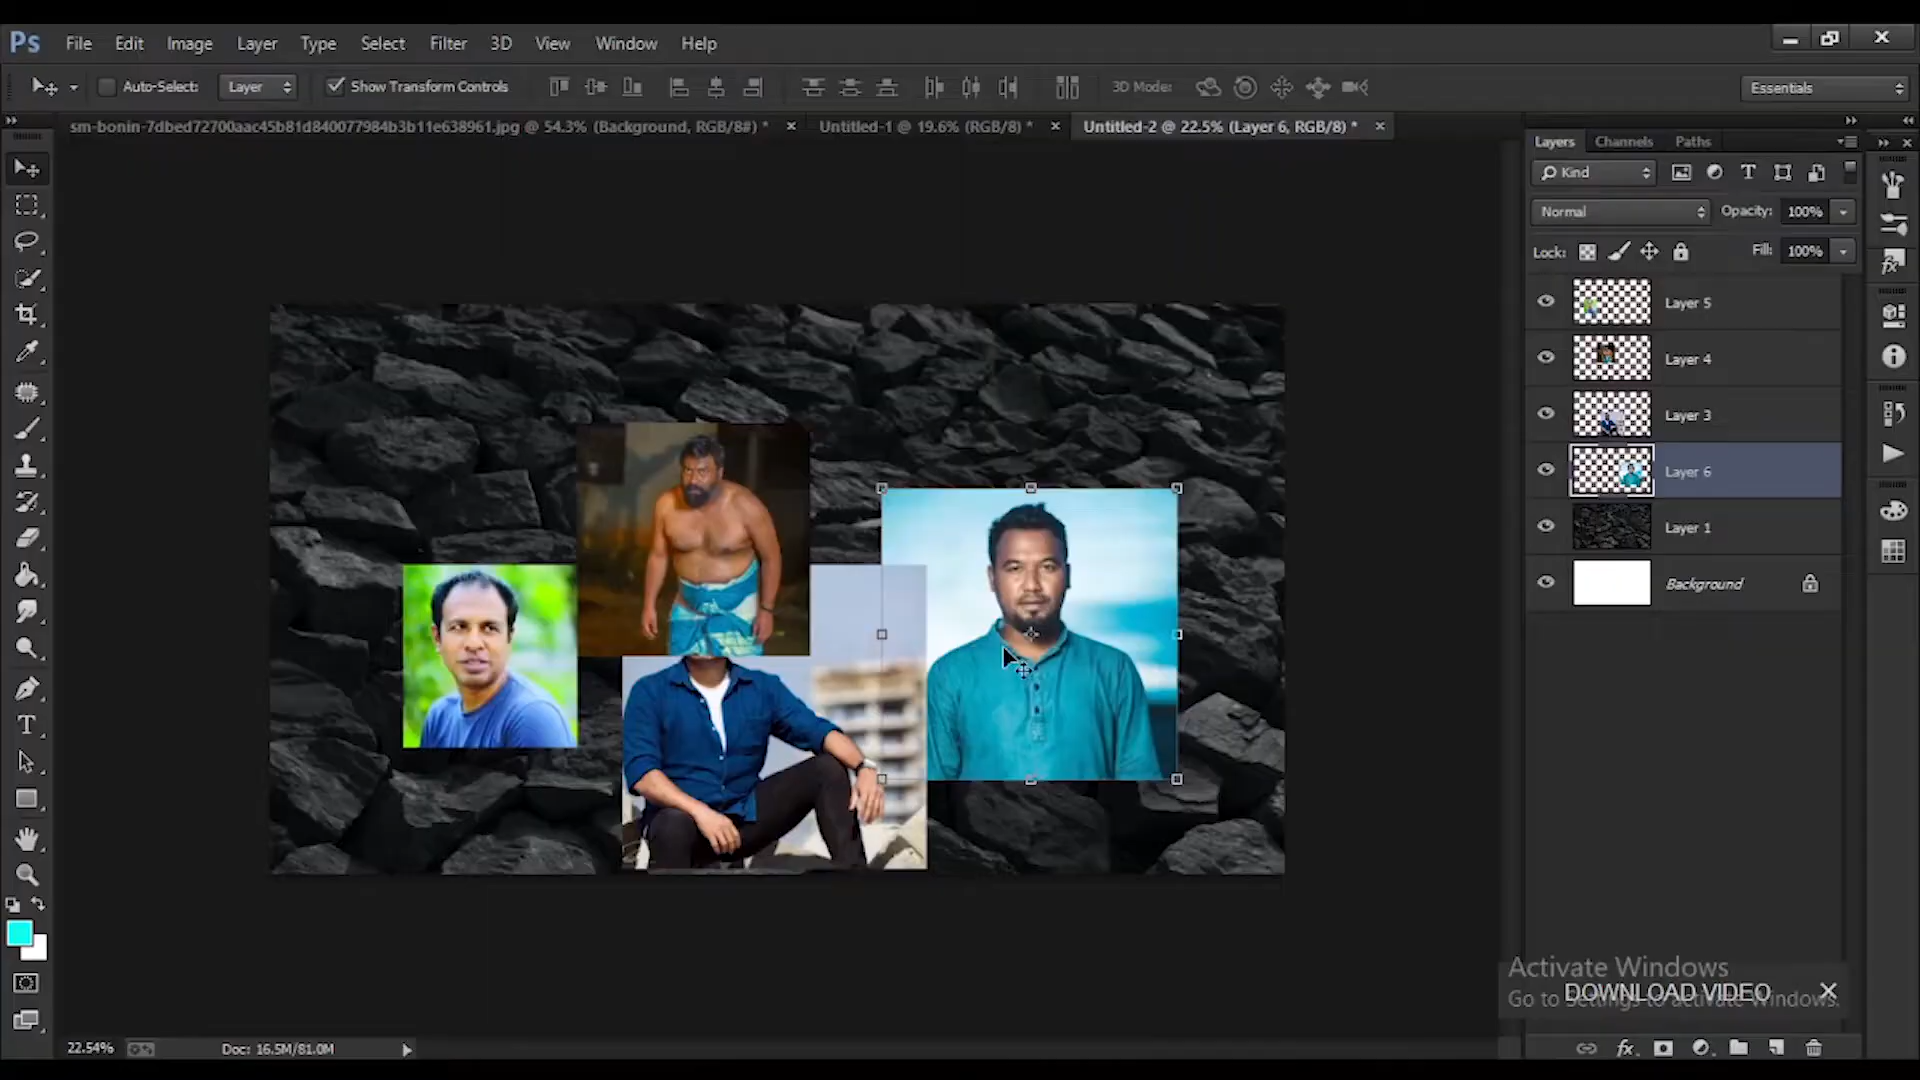 Ps File Edit Image Layer Type Select Filter 3D View Window Help
Auto-Select: Layer Show Transform Controls 3D Mode: Essentials
sm-bonin-7dbed72700aac45b81d840077984b3b11e638961.jpg @ 54.3% (Background, RGB/8#) * Untitled-1 @ 19.6% (RGB/8) * Untitled-2 @ 22.5% (Layer 6, RGB/8) *
Layers Channels Paths
Kind
Normal Opacity: 100%
Lock: Fill: 100%
Layer 5
Layer 4
Layer 3
Layer 6
Layer 1
Background
Activate Windows
DOWNLOAD VIDEO
Go to Settings to activate Windows.
22.54% Doc: 16.5M/81.0M